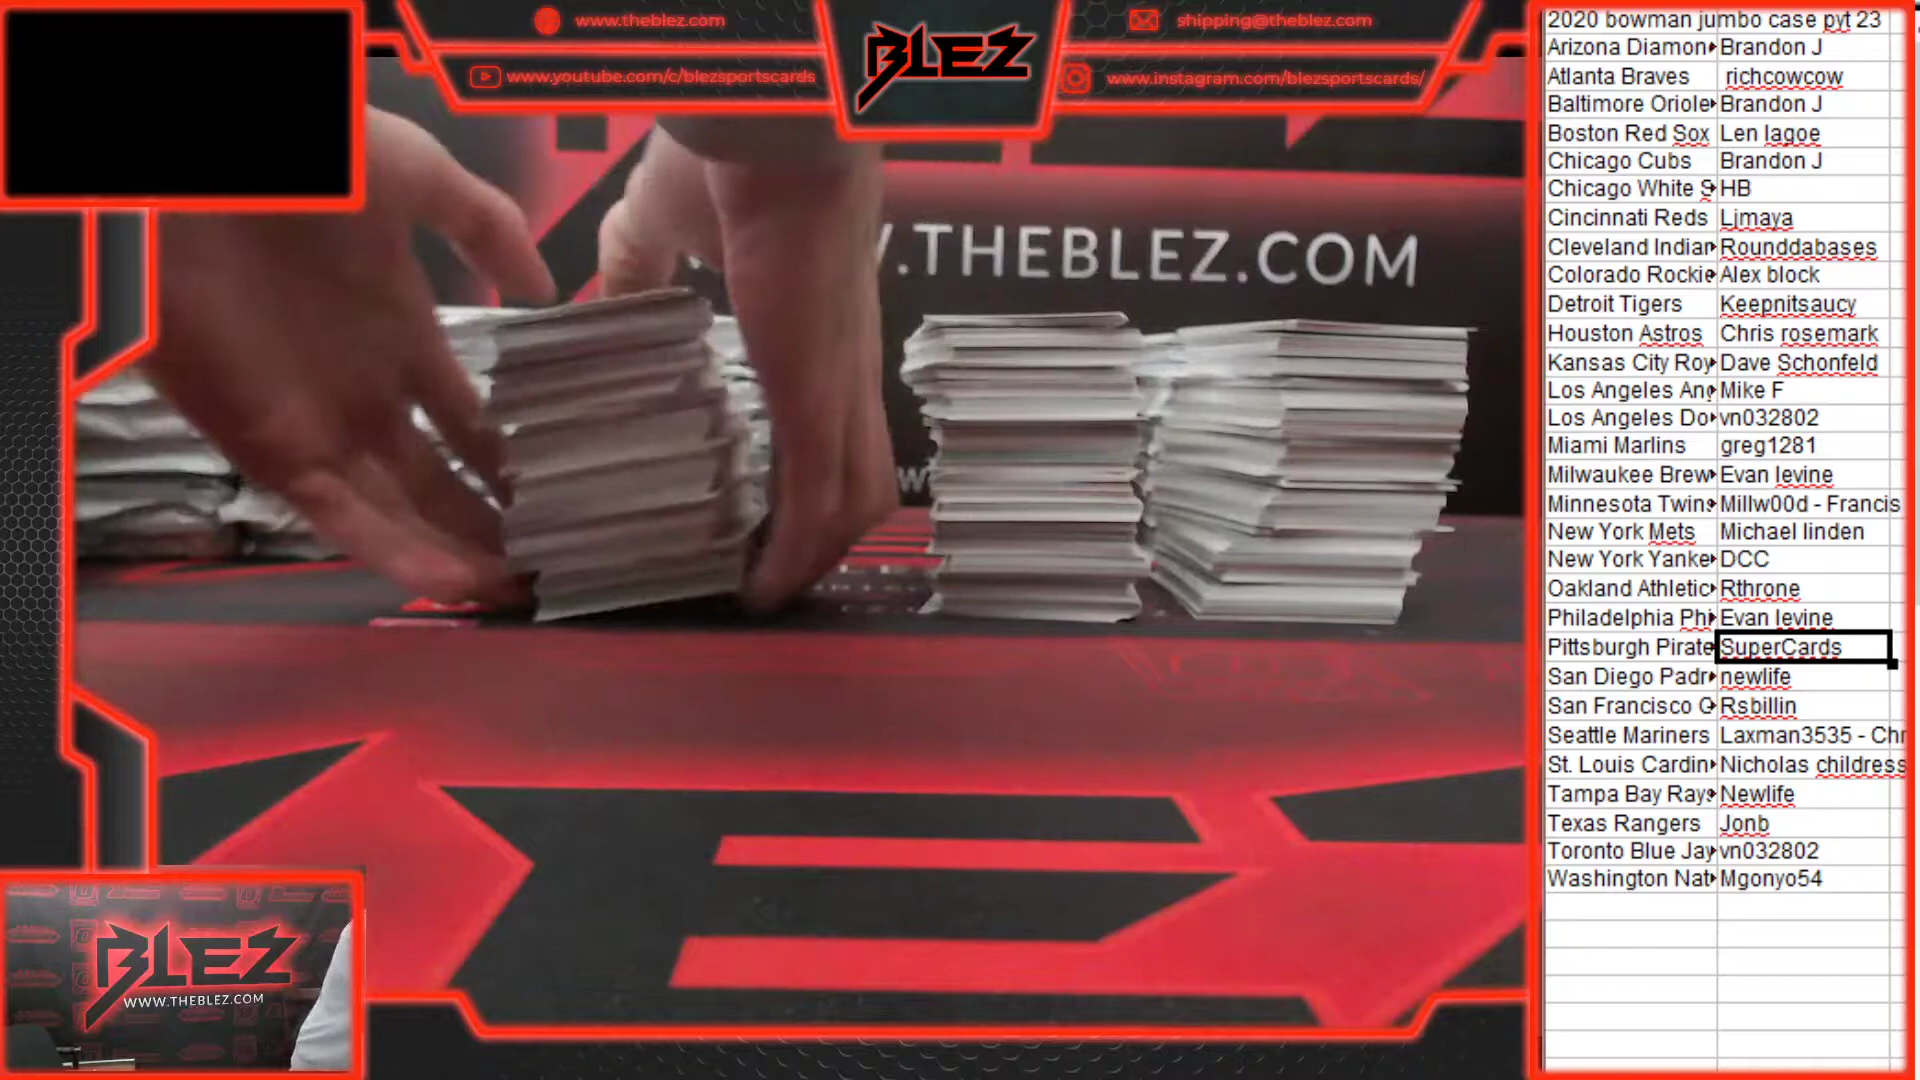 www.theblez.com
www.youtube.com/c/blezsportscards
BLEZ
shipping@theblez.com
www.instagram.com/blezsportscards/
.THEBLEZ.COM
BLEZ
WWW.THEBLEZ.COM
2020 bowman jumbo case pyt 23
Arizona Diamon Brandon J
Atlanta Braves richcowcow
Baltimore Oriole Brandon J
Boston Red Sox Len lagoe
Chicago Cubs Brandon J
Chicago White S HB
Cincinnati Reds Ljmaya
Cleveland Indian Rounddabases
Colorado Rockie Alex block
Detroit Tigers Keepnitsaucy
Houston Astros Chris rosemark
Kansas City Roy Dave Schonfeld
Los Angeles Ang Mike F
Los Angeles Do vn032802
Miami Marlins greg1281
Milwaukee Brew Evan levine
Minnesota Twins Millw00d - Francis
New York Mets Michael linden
New York Yanke DCC
Oakland Athletic Rthrone
Philadelphia Phi Evan levine
Pittsburgh Pirate SuperCards
San Diego Padr newlife
San Francisco G Rsbillin
Seattle Mariners Laxman3535 - Chr
St. Louis Cardin Nicholas childress
Tampa Bay Rays Newlife
Texas Rangers Jonb
Toronto Blue Jay vn032802
Washington Nat Mgonyo54